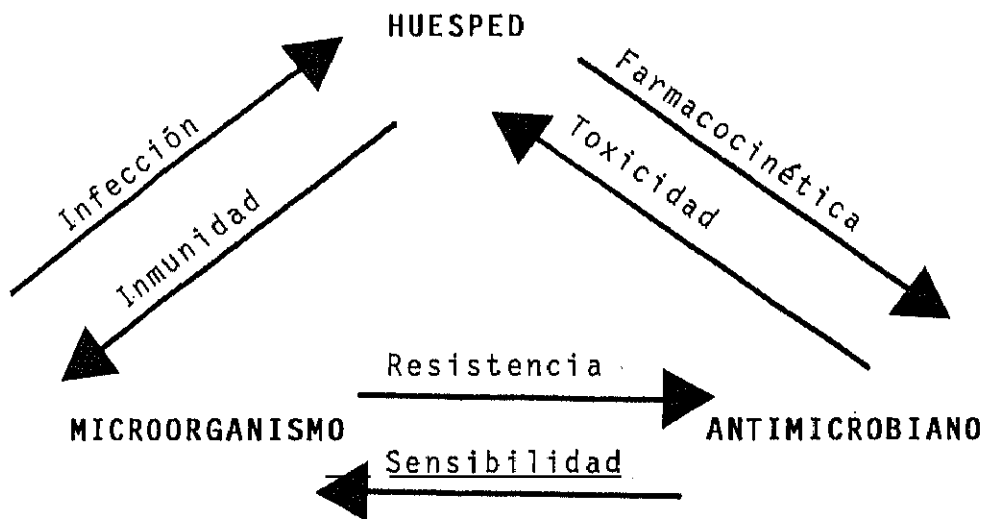 HUESPED
Infección
Inmunidad
Farmacocinética
Toxicidad
Resistencia
MICROORGANISMO
ANTIMICROBIANO
Sensibilidad